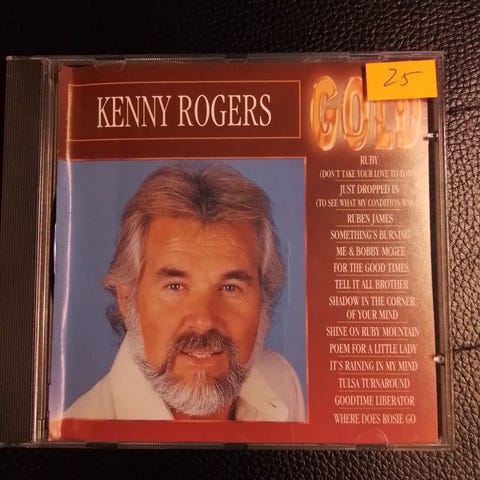 25
KENNY ROGERS
GOLD
RUBY
(DON'T TAKE YOUR LOVE TO TOWN)
JUST DROPPED IN
(TO SEE WHAT MY CONDITION WAS
RUBEN JAMES
SOMETHING'S BURNING
ME & BOBBY MCGEE
FOR THE GOOD TIMES
TELL IT ALL BROTHER
SHADOW IN THE CORNER
OF YOUR MIND
SHINE ON RUBY MOUNTAIN
POEM FOR A LITTLE LADY
IT'S RAINING IN MY MIND
TULSA TURNAROUND
GOODTIME LIBERATOR
WHERE DOES ROSIE GO